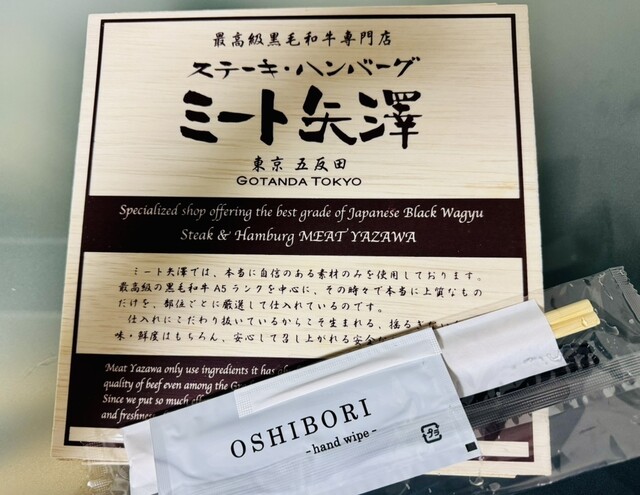 最高級黒毛和牛専門店
ステーキ・ハンバーグ
ミート矢澤
東京 五反田
GOTANDA TOKYO
Specialized shop offering the best grade of Japanese Black Wagyu
Steak & Hamburg MEAT YAZAWA
ミート矢澤では、本当に自信のある素材のみを使用しております。
最高級の黒毛和牛A5ランクを中心に、その時々で本当に上質なもの
だけを、部位ごとに厳選して仕入れているのです。
仕入れにこだわり抜いているからこそ生まれる、揺るぎ
味・鮮度はもちろん、安心して召し上がれる安全
Meat Yazawa only use ingredients it has
quality of beef even among the
Since we put so much
and freshness
OSHIBORI
- hand wipe -